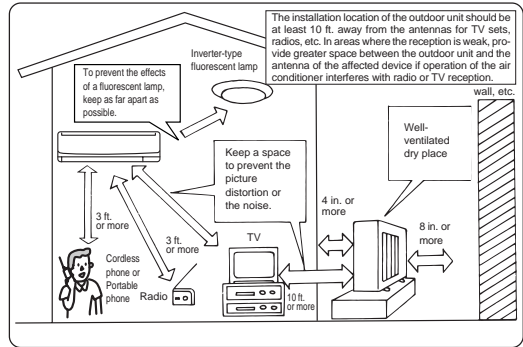 The installation location of the outdoor unit should be
at least 10 ft. away from the antennas for TV sets,
radios, etc. In areas where the reception is weak, pro-
vide greater space between the outdoor unit and the
antenna of the affected device if operation of the air
conditioner interferes with radio or TV reception.
Inverter-type
fluorescent lamp
To prevent the effects
of a fluorescent lamp,
keep as far apart as
possible.
wall, etc.
Well-
ventilated
dry place
Keep a space
to prevent the
picture
distortion or
the noise.
4 in. or
more
8 in. or
more
3 ft.
or more
3 ft.
or more
TV
Cordless
phone or
Portable
phone
Radio
10 ft.
or more